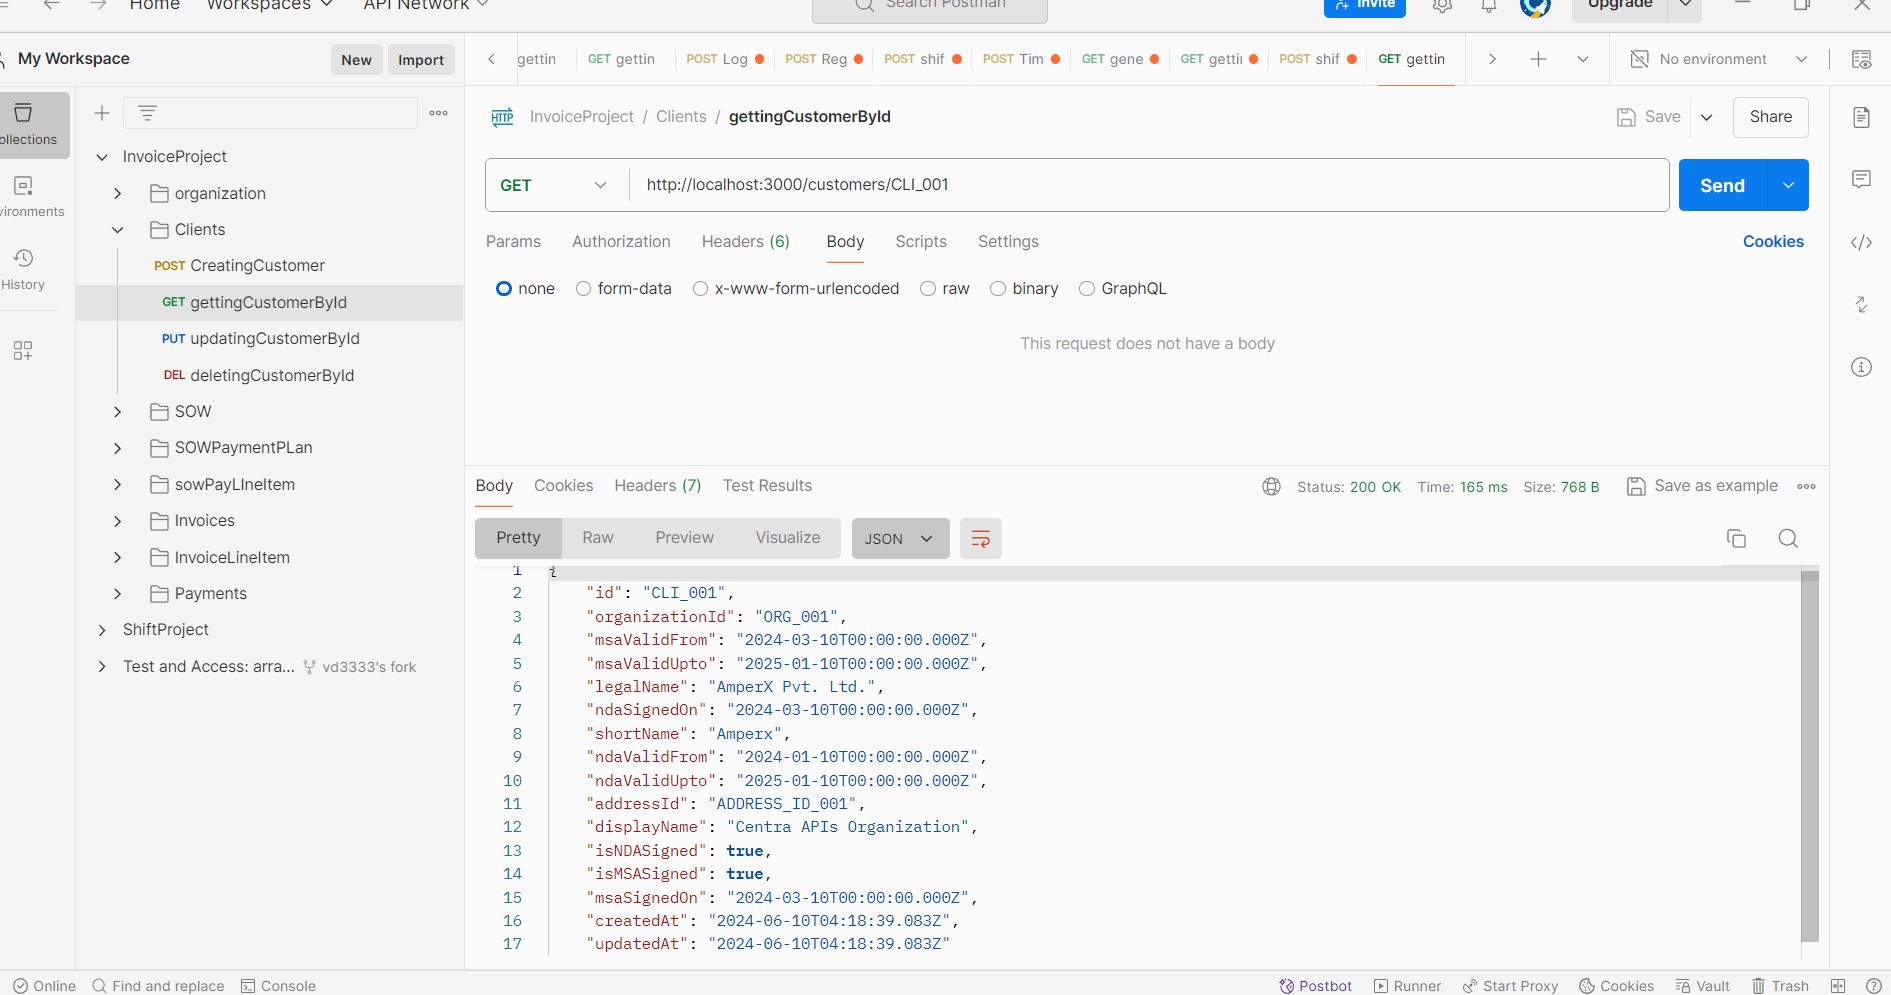 Home Workspaces API Network Search Postman Invite Upgrade
My Workspace New Import
gettin GET gettin POST Log POST Reg POST shif POST Tim GET gene GET gettii POST shif GET gettin No environment
ollections
vironments
History
InvoiceProject
organization
Clients
POST CreatingCustomer
GET gettingCustomerById
PUT updatingCustomerById
DEL deletingCustomerById
SOW
SOWPaymentPLan
sowPayLIneItem
Invoices
InvoiceLineItem
Payments
ShiftProject
Test and Access: arra... vd3333's fork
HTTP InvoiceProject / Clients / gettingCustomerById Save Share
GET http://localhost:3000/customers/CLI_001 Send
Params Authorization Headers (6) Body Scripts Settings Cookies
none form-data x-www-form-urlencoded raw binary GraphQL
This request does not have a body
Body Cookies Headers (7) Test Results Status: 200 OK Time: 165 ms Size: 768 B Save as example
Pretty Raw Preview Visualize JSON
1 {
2 "id": "CLI_001",
3 "organizationId": "ORG_001",
4 "msaValidFrom": "2024-03-10T00:00:00.000Z",
5 "msaValidUpto": "2025-01-10T00:00:00.000Z",
6 "legalName": "AmperX Pvt. Ltd.",
7 "ndaSignedOn": "2024-03-10T00:00:00.000Z",
8 "shortName": "Amperx",
9 "ndaValidFrom": "2024-01-10T00:00:00.000Z",
10 "ndaValidUpto": "2025-01-10T00:00:00.000Z",
11 "addressId": "ADDRESS_ID_001",
12 "displayName": "Centra APIs Organization",
13 "isNDASigned": true,
14 "isMSASigned": true,
15 "msaSignedOn": "2024-03-10T00:00:00.000Z",
16 "createdAt": "2024-06-10T04:18:39.083Z",
17 "updatedAt": "2024-06-10T04:18:39.083Z"
Online Find and replace Console Postbot Runner Start Proxy Cookies Vault Trash